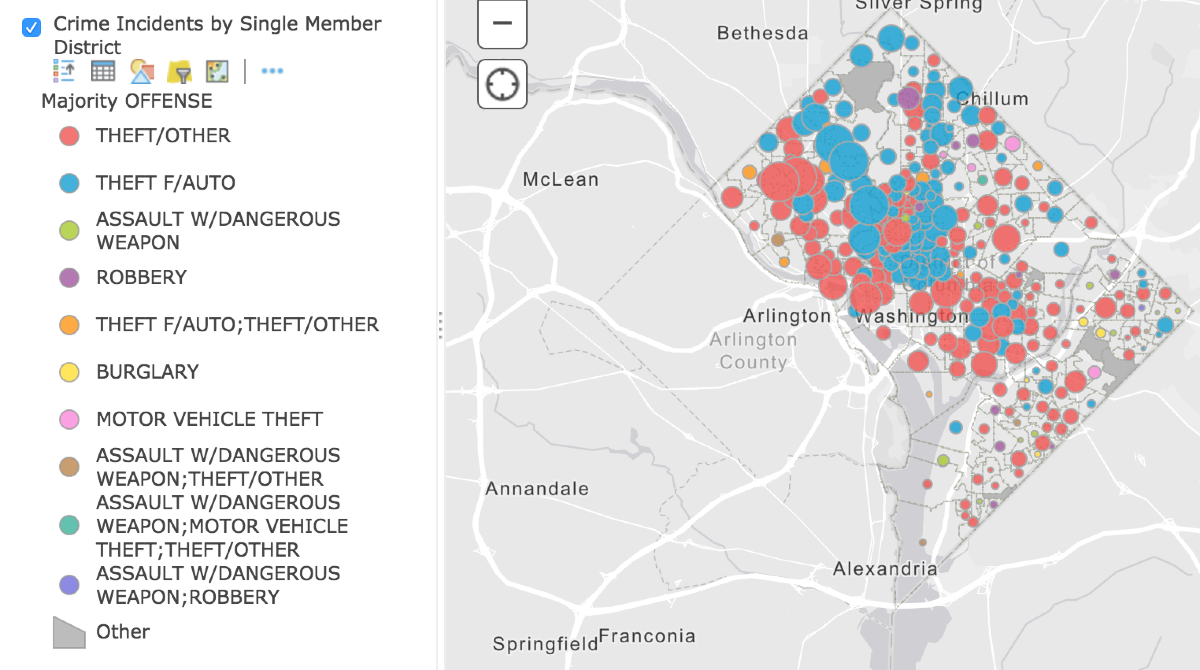 Crime Incidents by Single Member
District
Majority OFFENSE
THEFT/OTHER
THEFT F/AUTO
ASSAULT W/DANGEROUS
WEAPON
ROBBERY
THEFT F/AUTO;THEFT/OTHER
BURGLARY
MOTOR VEHICLE THEFT
ASSAULT W/DANGEROUS
WEAPON;THEFT/OTHER
ASSAULT W/DANGEROUS
WEAPON;MOTOR VEHICLE
THEFT;THEFT/OTHER
ASSAULT W/DANGEROUS
WEAPON;ROBBERY
Other
Silver Spring
Bethesda
Chillum
McLean
of
Columbia
Arlington
Washington
Arlington
County
Annandale
Alexandria
Springfield
Franconia